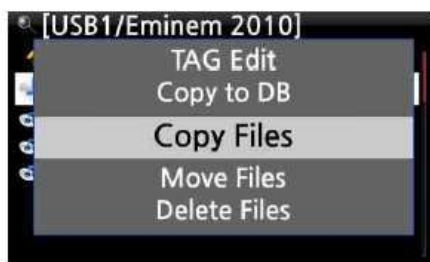 [USB1/Eminem 2010]
TAG Edit
Copy to DB
Copy Files
Move Files
Delete Files